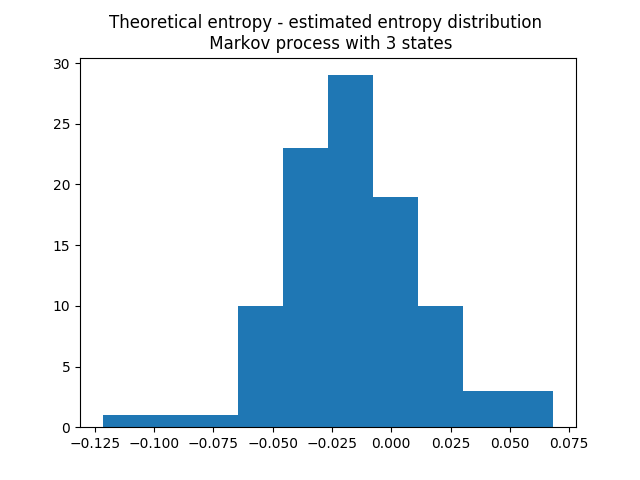 Theoretical entropy - estimated entropy distribution
Markov process with 3 states
30
25
20
15
10
5
0
−0.125 −0.100 −0.075 −0.050 −0.025 0.000 0.025 0.050 0.075